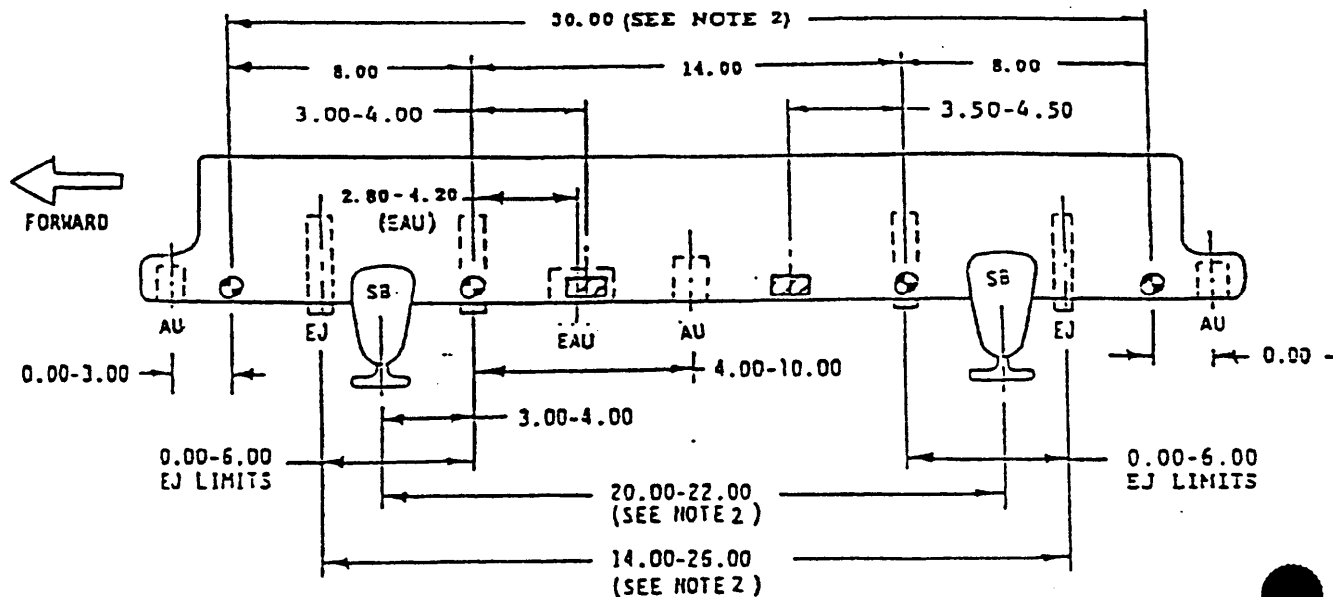 30.00 (SEE NOTE 2)
8.00
14.00
8.00
3.00-4.00
3.50-4.50
2.80-4.20
(EAU)
FORWARD
SB
SB
AU
EJ
EAU
AU
EJ
AU
0.00-3.00
4.00-10.00
0.00 -
3.00-4.00
0.00-6.00
EJ LIMITS
0.00-6.00
EJ LIMITS
20.00-22.00
(SEE NOTE 2)
14.00-26.00
(SEE NOTE 2)